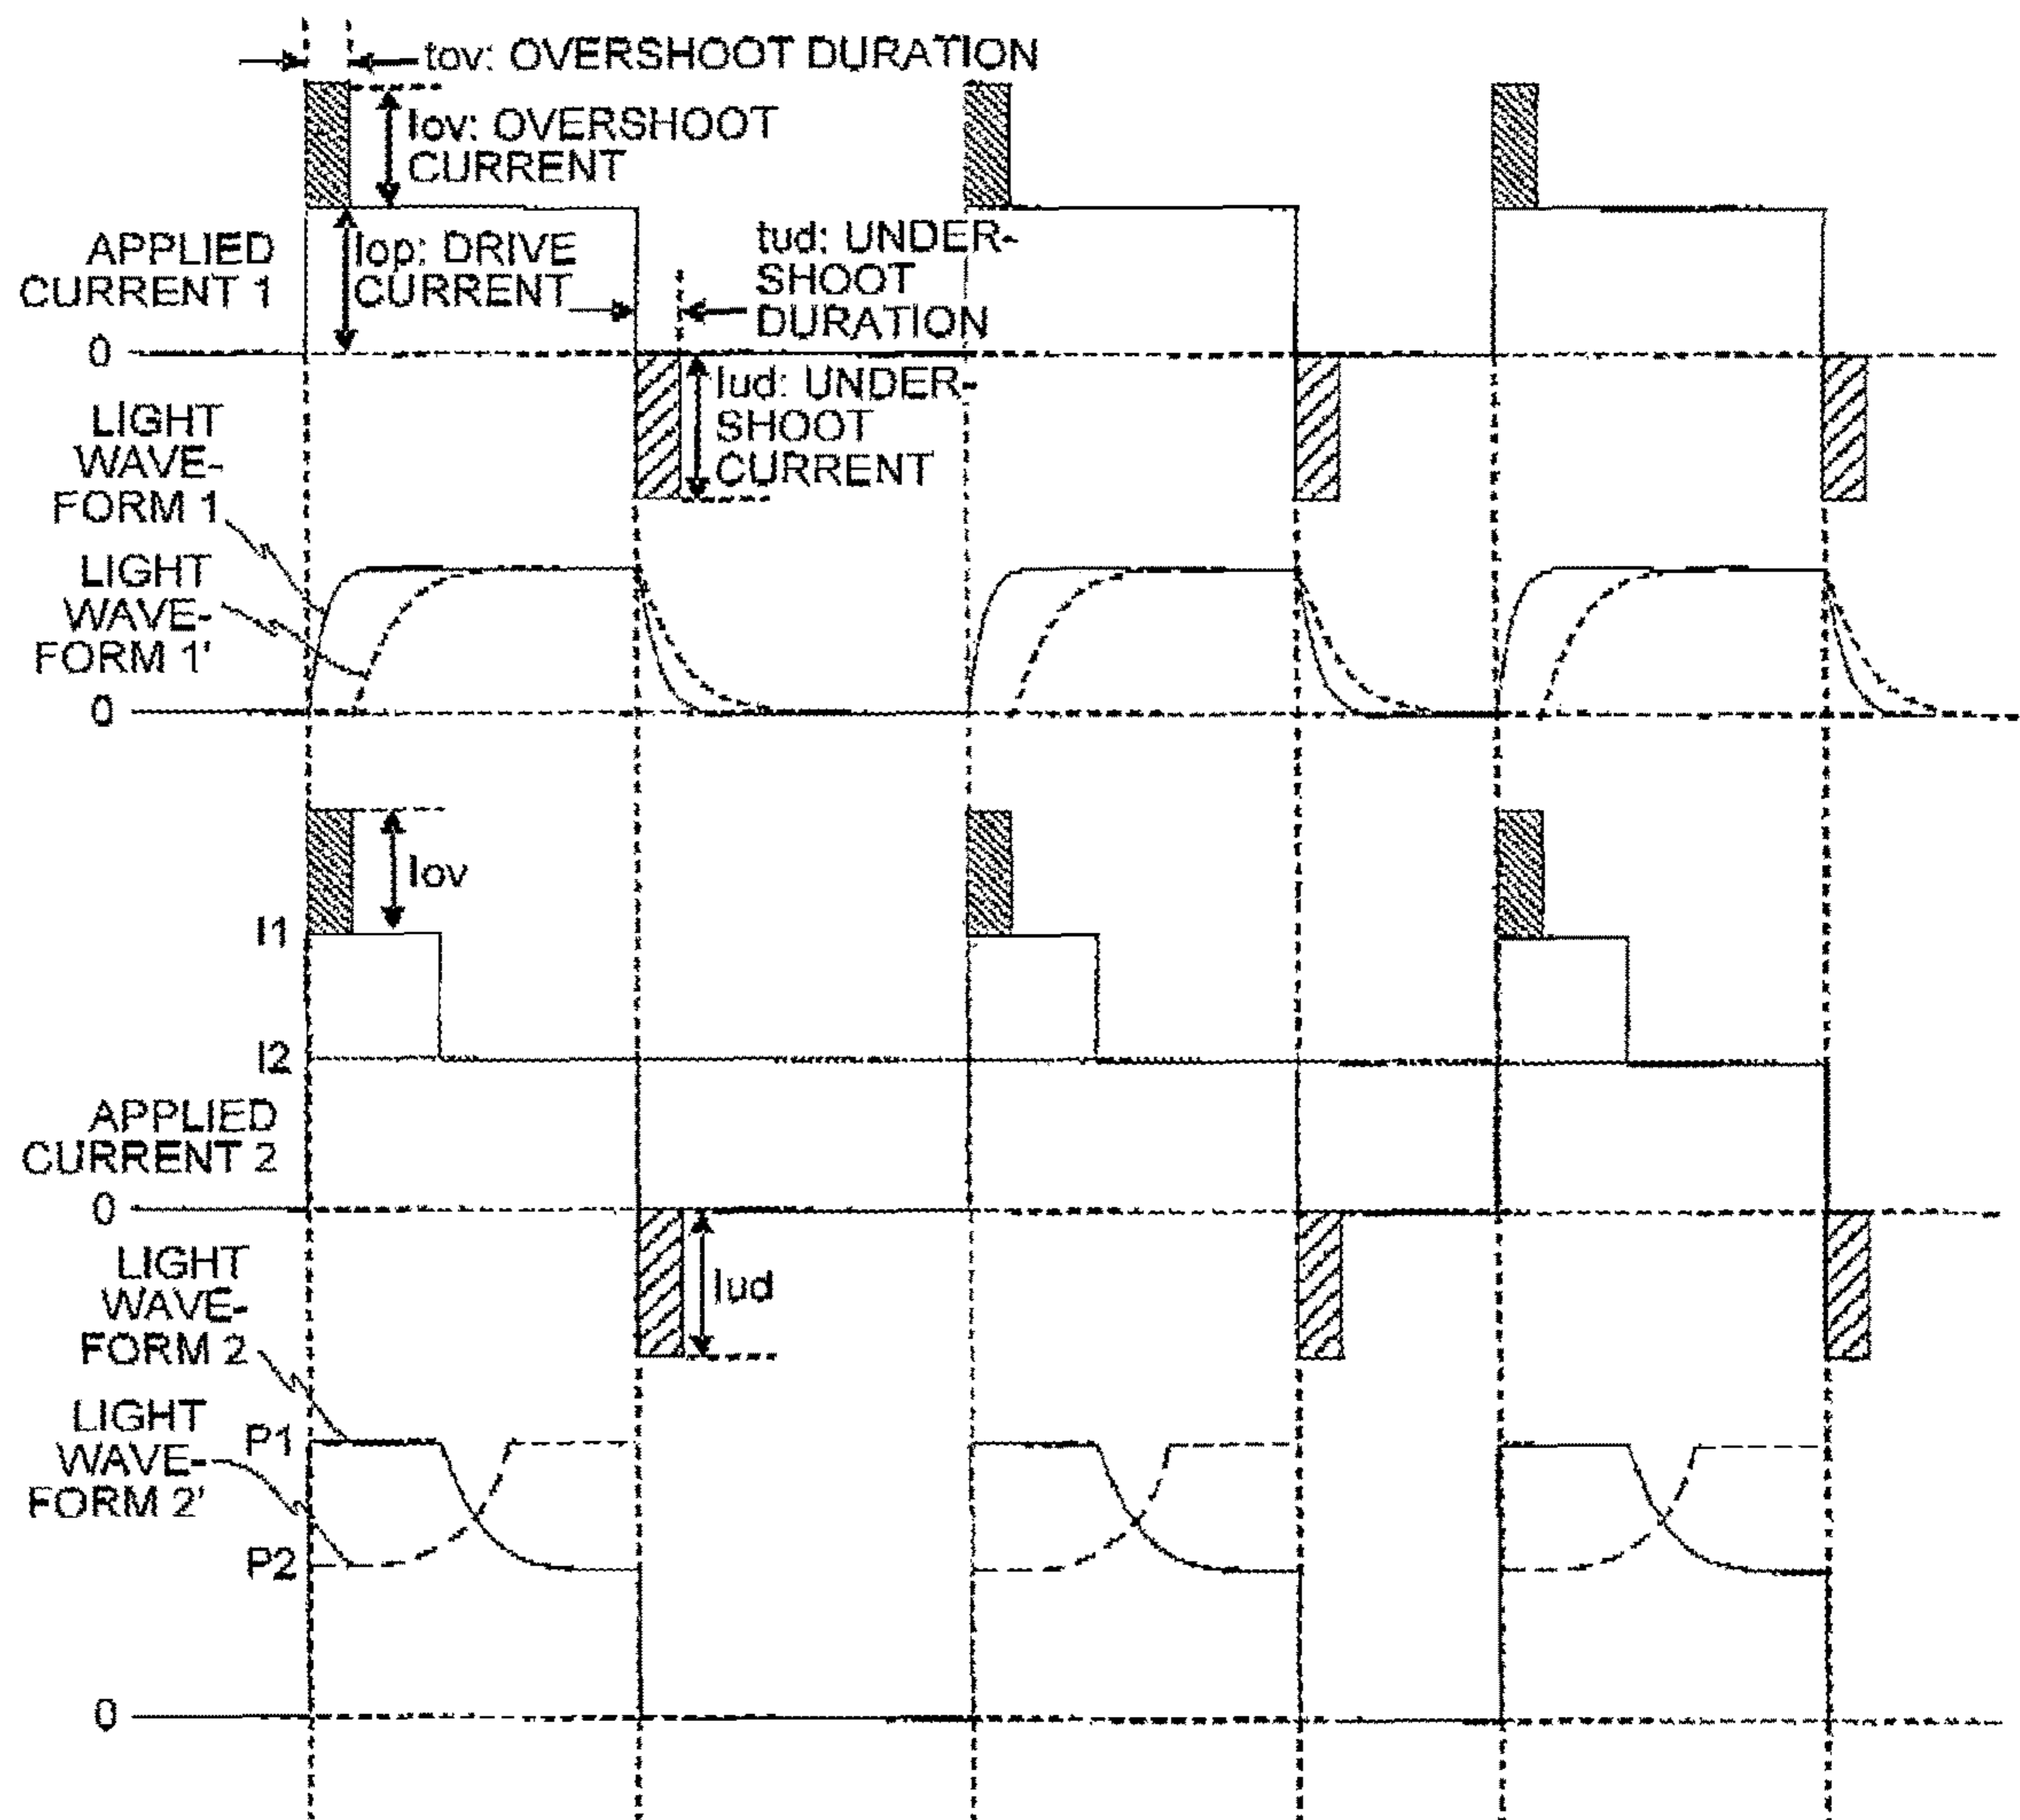 tov: OVERSHOOT DURATION
Iov: OVERSHOOT
CURRENT
APPLIED
CURRENT 1
Iop: DRIVE
CURRENT
tud: UNDER-
SHOOT
DURATION
0
Iud: UNDER-
SHOOT
CURRENT
LIGHT
WAVE-
FORM 1
LIGHT
WAVE-
FORM 1'
0
Iov
I1
I2
APPLIED
CURRENT 2
0
Iud
LIGHT
WAVE-
FORM 2
LIGHT
WAVE-
FORM 2'
P1
P2
0